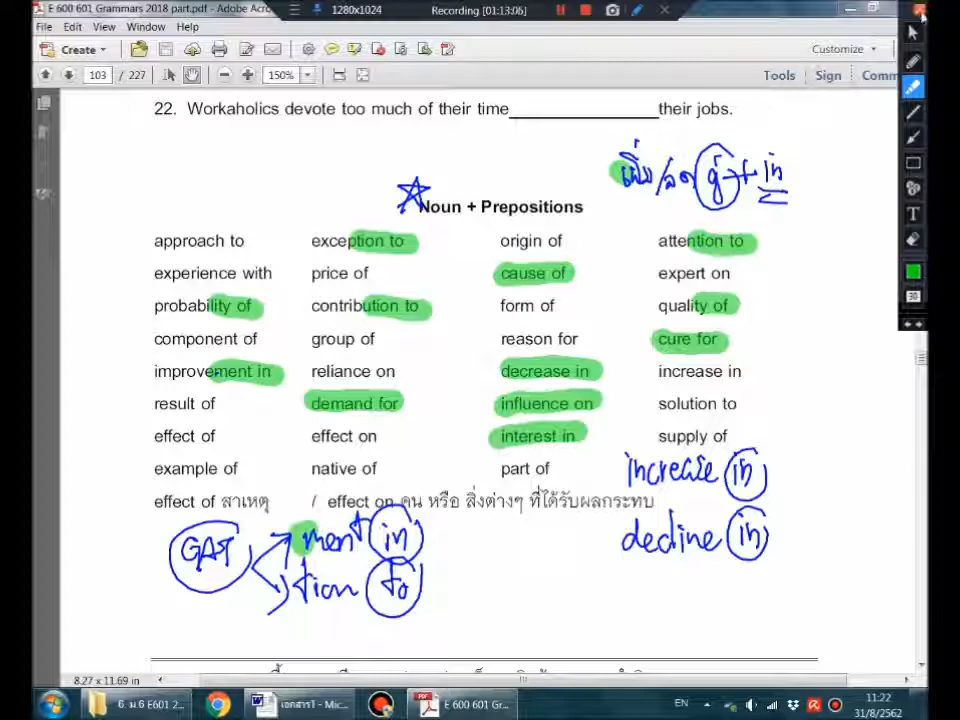 E 600 601 Grammars 2018 part.pdf - Adobe Acro
1280x1024
Recording [01:13:06]
File Edit View Window Help
Create
Customize
103 / 227
150%
Tools Sign Comm
22. Workaholics devote too much of their time their jobs.
/ลด + in
Noun + Prepositions
approach to exception to origin of attention to
experience with price of cause of expert on
probability of contribution to form of quality of
component of group of reason for cure for
improvement in reliance on decrease in increase in
result of demand for influence on solution to
effect of effect on interest in supply of
example of native of part of
increase in
effect of สาเหตุ / effect on คน หรือ สิ่งต่างๆ ที่ได้รับผลกระทบ
GAT ment in
decline in
tion to
8.27 x 11.69 in
6. ม.6 E601 2...
เอกสาร1 - Mic...
E 600 601 Gram...
EN
11:22
31/8/2562